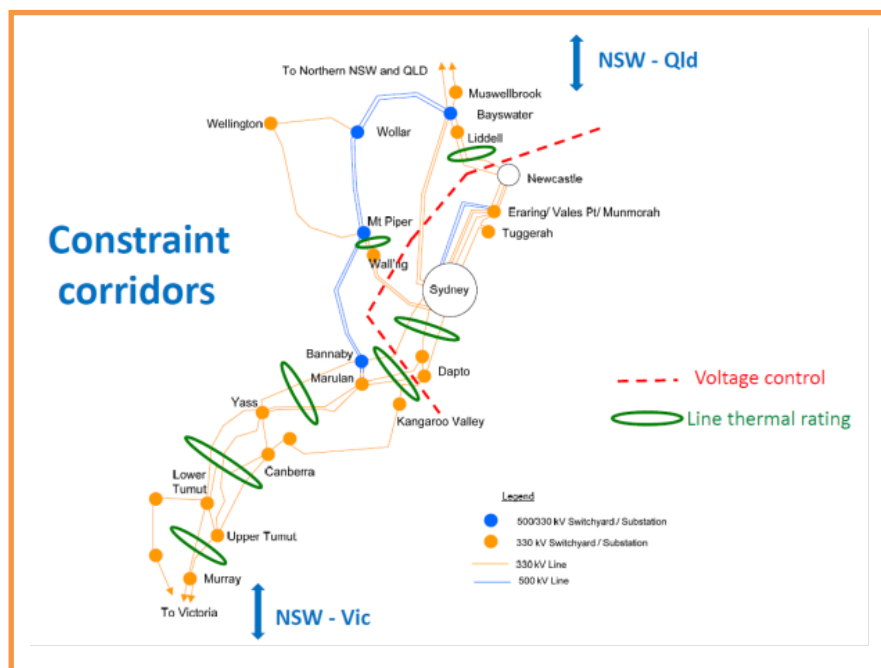 NSW - Qld
To Northern NSW and QLD
Muswellbrook
Bayswater
Wellington
Wollar
Liddell
Newcastle
Mt Piper
Eraring/ Vales Pt/ Munmorah
Tuggerah
Constraint
corridors
Wall'ng
Sydney
Bannaby
Marulan
Dapto
Voltage control
Yass
Kangaroo Valley
Line thermal rating
Canberra
Lower
Tumut
Legend
500/330 kV Switchyard / Substation
Upper Tumut
330 kV Switchyard / Substation
330 kV Line
Murray
500 kV Line
To Victoria
NSW - Vic